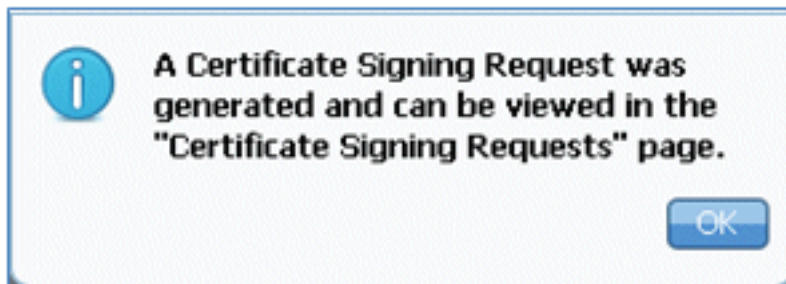 A Certificate Signing Request was
generated and can be viewed in the
"Certificate Signing Requests" page.
OK